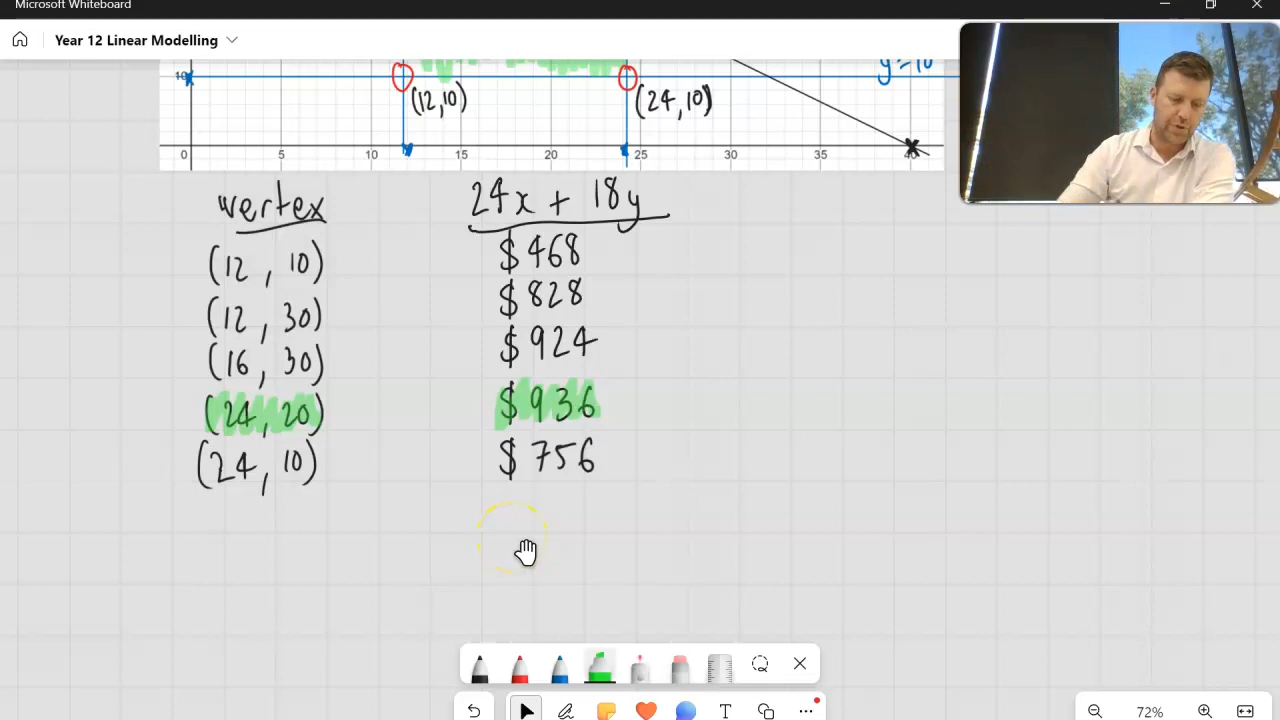 Microsoft Whiteboard
Year 12 Linear Modelling
10
y=10
(12,10)
(24,10)
0 5 10 15 20 25 30 35 40
vertex 24x + 18y
(12, 10) $468
(12, 30) $828
(16, 30) $924
(24, 20) $936
(24, 10) $756
72%